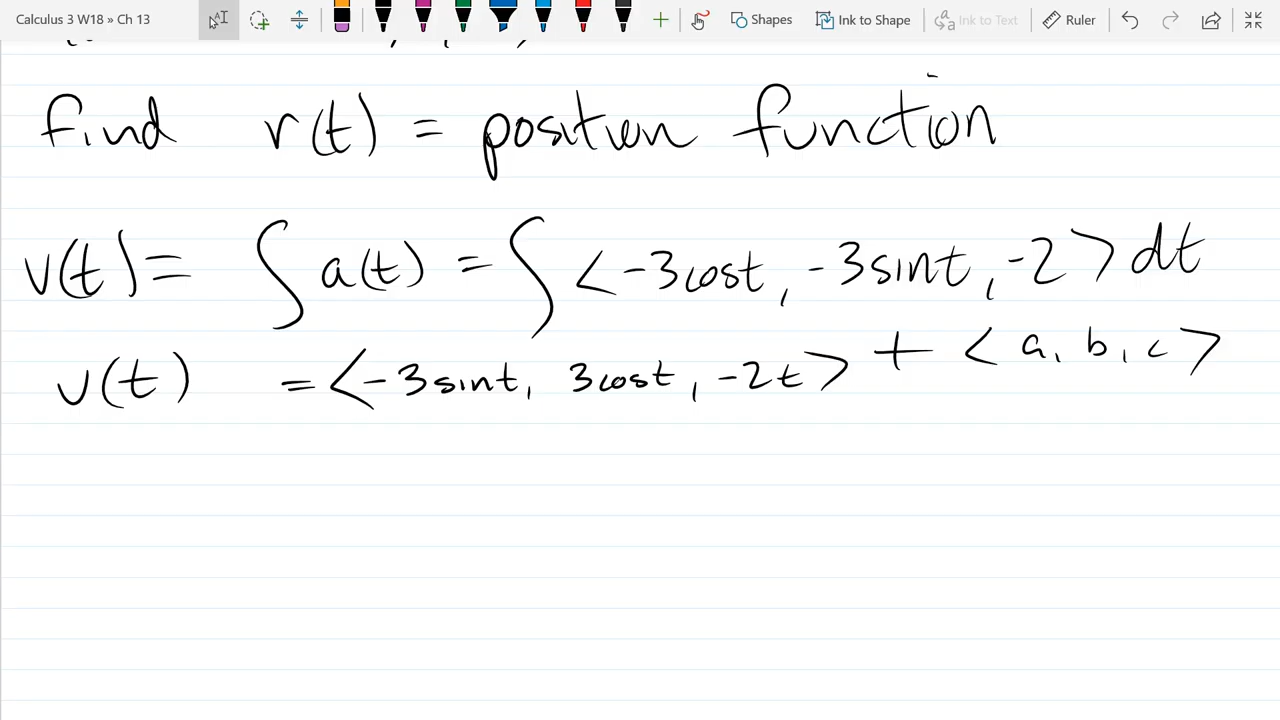 Calculus 3 W18 » Ch 13
Shapes Ink to Shape Ink to Text Ruler
find r(t) = position function
v(t) = ∫ a(t) = ∫ < -3cost, -3sint, -2 > dt
v(t) = < -3sint, 3cost, -2t > + < a, b, c >